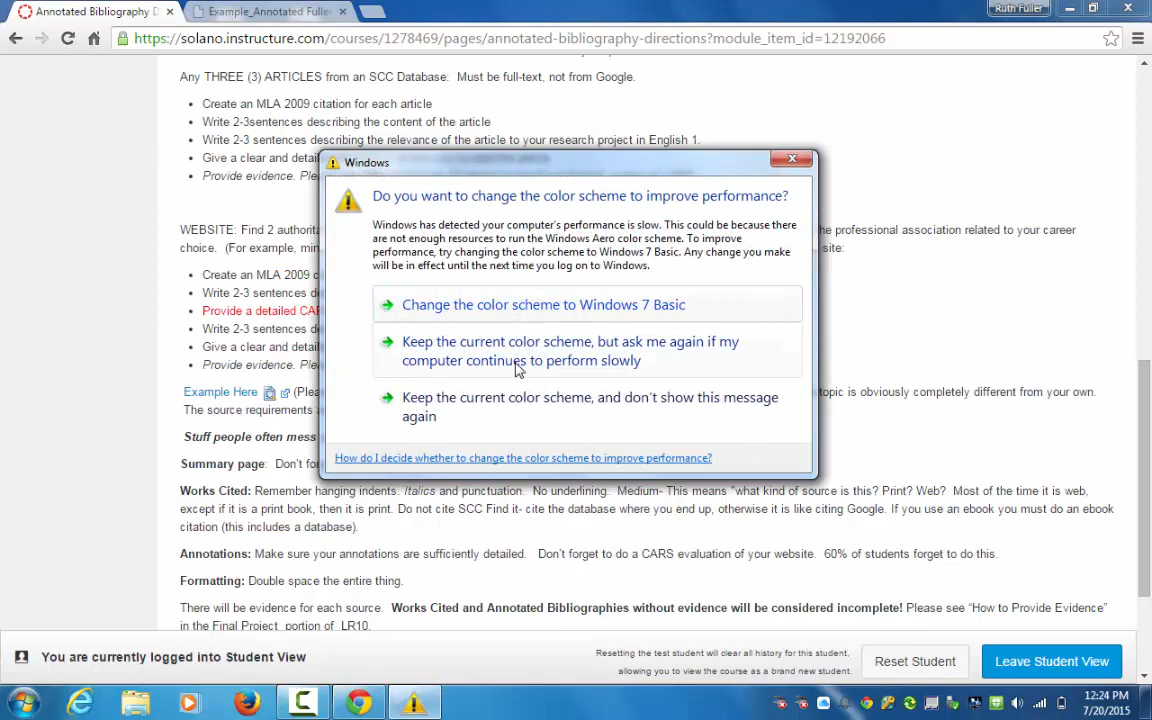 Annotated Bibliography D
Example_Annotated Fulle
Ruth Fuller
https://solano.instructure.com/courses/1278469/pages/annotated-bibliography-directions?module_item_id=12192066
Any THREE (3) ARTICLES from an SCC Database: Must be full-text, not from Google.
Create an MLA 2009 citation for each article
Write 2-3sentences describing the content of the article
Write 2-3 sentences describing the relevance of the article to your research project in English 1.
Give a clear and detai
Provide evidence. Ple
Windows
Do you want to change the color scheme to improve performance?
Windows has detected your computer's performance is slow. This could be because there
are not enough resources to run the Windows Aero color scheme. To improve
performance, try changing the color scheme to Windows 7 Basic. Any change you make
will be in effect until the next time you log on to Windows.
Change the color scheme to Windows 7 Basic
Keep the current color scheme, but ask me again if my
computer continues to perform slowly
Keep the current color scheme, and don't show this message
again
How do I decide whether to change the color scheme to improve performance?
WEBSITE: Find 2 authorita the professional association related to your career
choice. (For example, min site:
Create an MLA 2009 c
Write 2-3 sentences de
Provide a detailed CAR
Write 2-3 sentences de
Give a clear and detail
Provide evidence. Plea
Example Here (Plea topic is obviously completely different from your own.
The source requirements a
Stuff people often mess
Summary page: Don't fo
Works Cited: Remember hanging indents. Italics and punctuation. No underlining. Medium- This means "what kind of source is this? Print? Web? Most of the time it is web,
except if it is a print book, then it is print. Do not cite SCC Find it- cite the database where you end up, otherwise it is like citing Google. If you use an ebook you must do an ebook
citation (this includes a database).
Annotations: Make sure your annotations are sufficiently detailed. Don't forget to do a CARS evaluation of your website. 60% of students forget to do this.
Formatting: Double space the entire thing.
There will be evidence for each source. Works Cited and Annotated Bibliographies without evidence will be considered incomplete! Please see "How to Provide Evidence"
in the Final Project portion of LR10.
You are currently logged into Student View
Resetting the test student will clear all history for this student,
allowing you to view the course as a brand new student.
Reset Student
Leave Student View
12:24 PM
7/20/2015